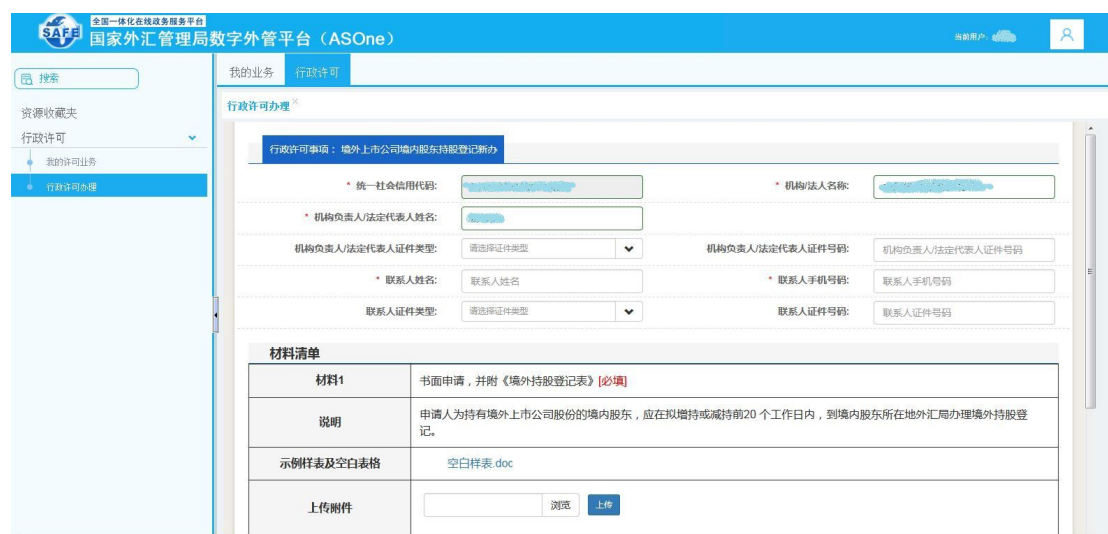 全国一体化在线政务服务平台
SAFE
国家外汇管理局数字外管平台（ASOne）
当前用户:
搜索
我的业务 行政许可
资源收藏夹
行政许可办理 ×
行政许可
我的许可业务
行政许可办理
行政许可事项：境外上市公司境内股东持股登记新办
* 统一社会信用代码: * 机构/法人名称:
* 机构负责人/法定代表人姓名:
机构负责人/法定代表人证件类型: 请选择证件类型 机构负责人/法定代表人证件号码: 机构负责人/法定代表人证件号码
* 联系人姓名: 联系人姓名 * 联系人手机号码: 联系人手机号码
联系人证件类型: 请选择证件类型 联系人证件号码: 联系人证件号码
材料清单
材料1 书面申请，并附《境外持股登记表》[必填]
说明 申请人为持有境外上市公司股份的境内股东，应在拟增持或减持前20 个工作日内，到境内股东所在地外汇局办理境外持股登
记。
示例样表及空白表格 空白样表.doc
上传附件 浏览 上传